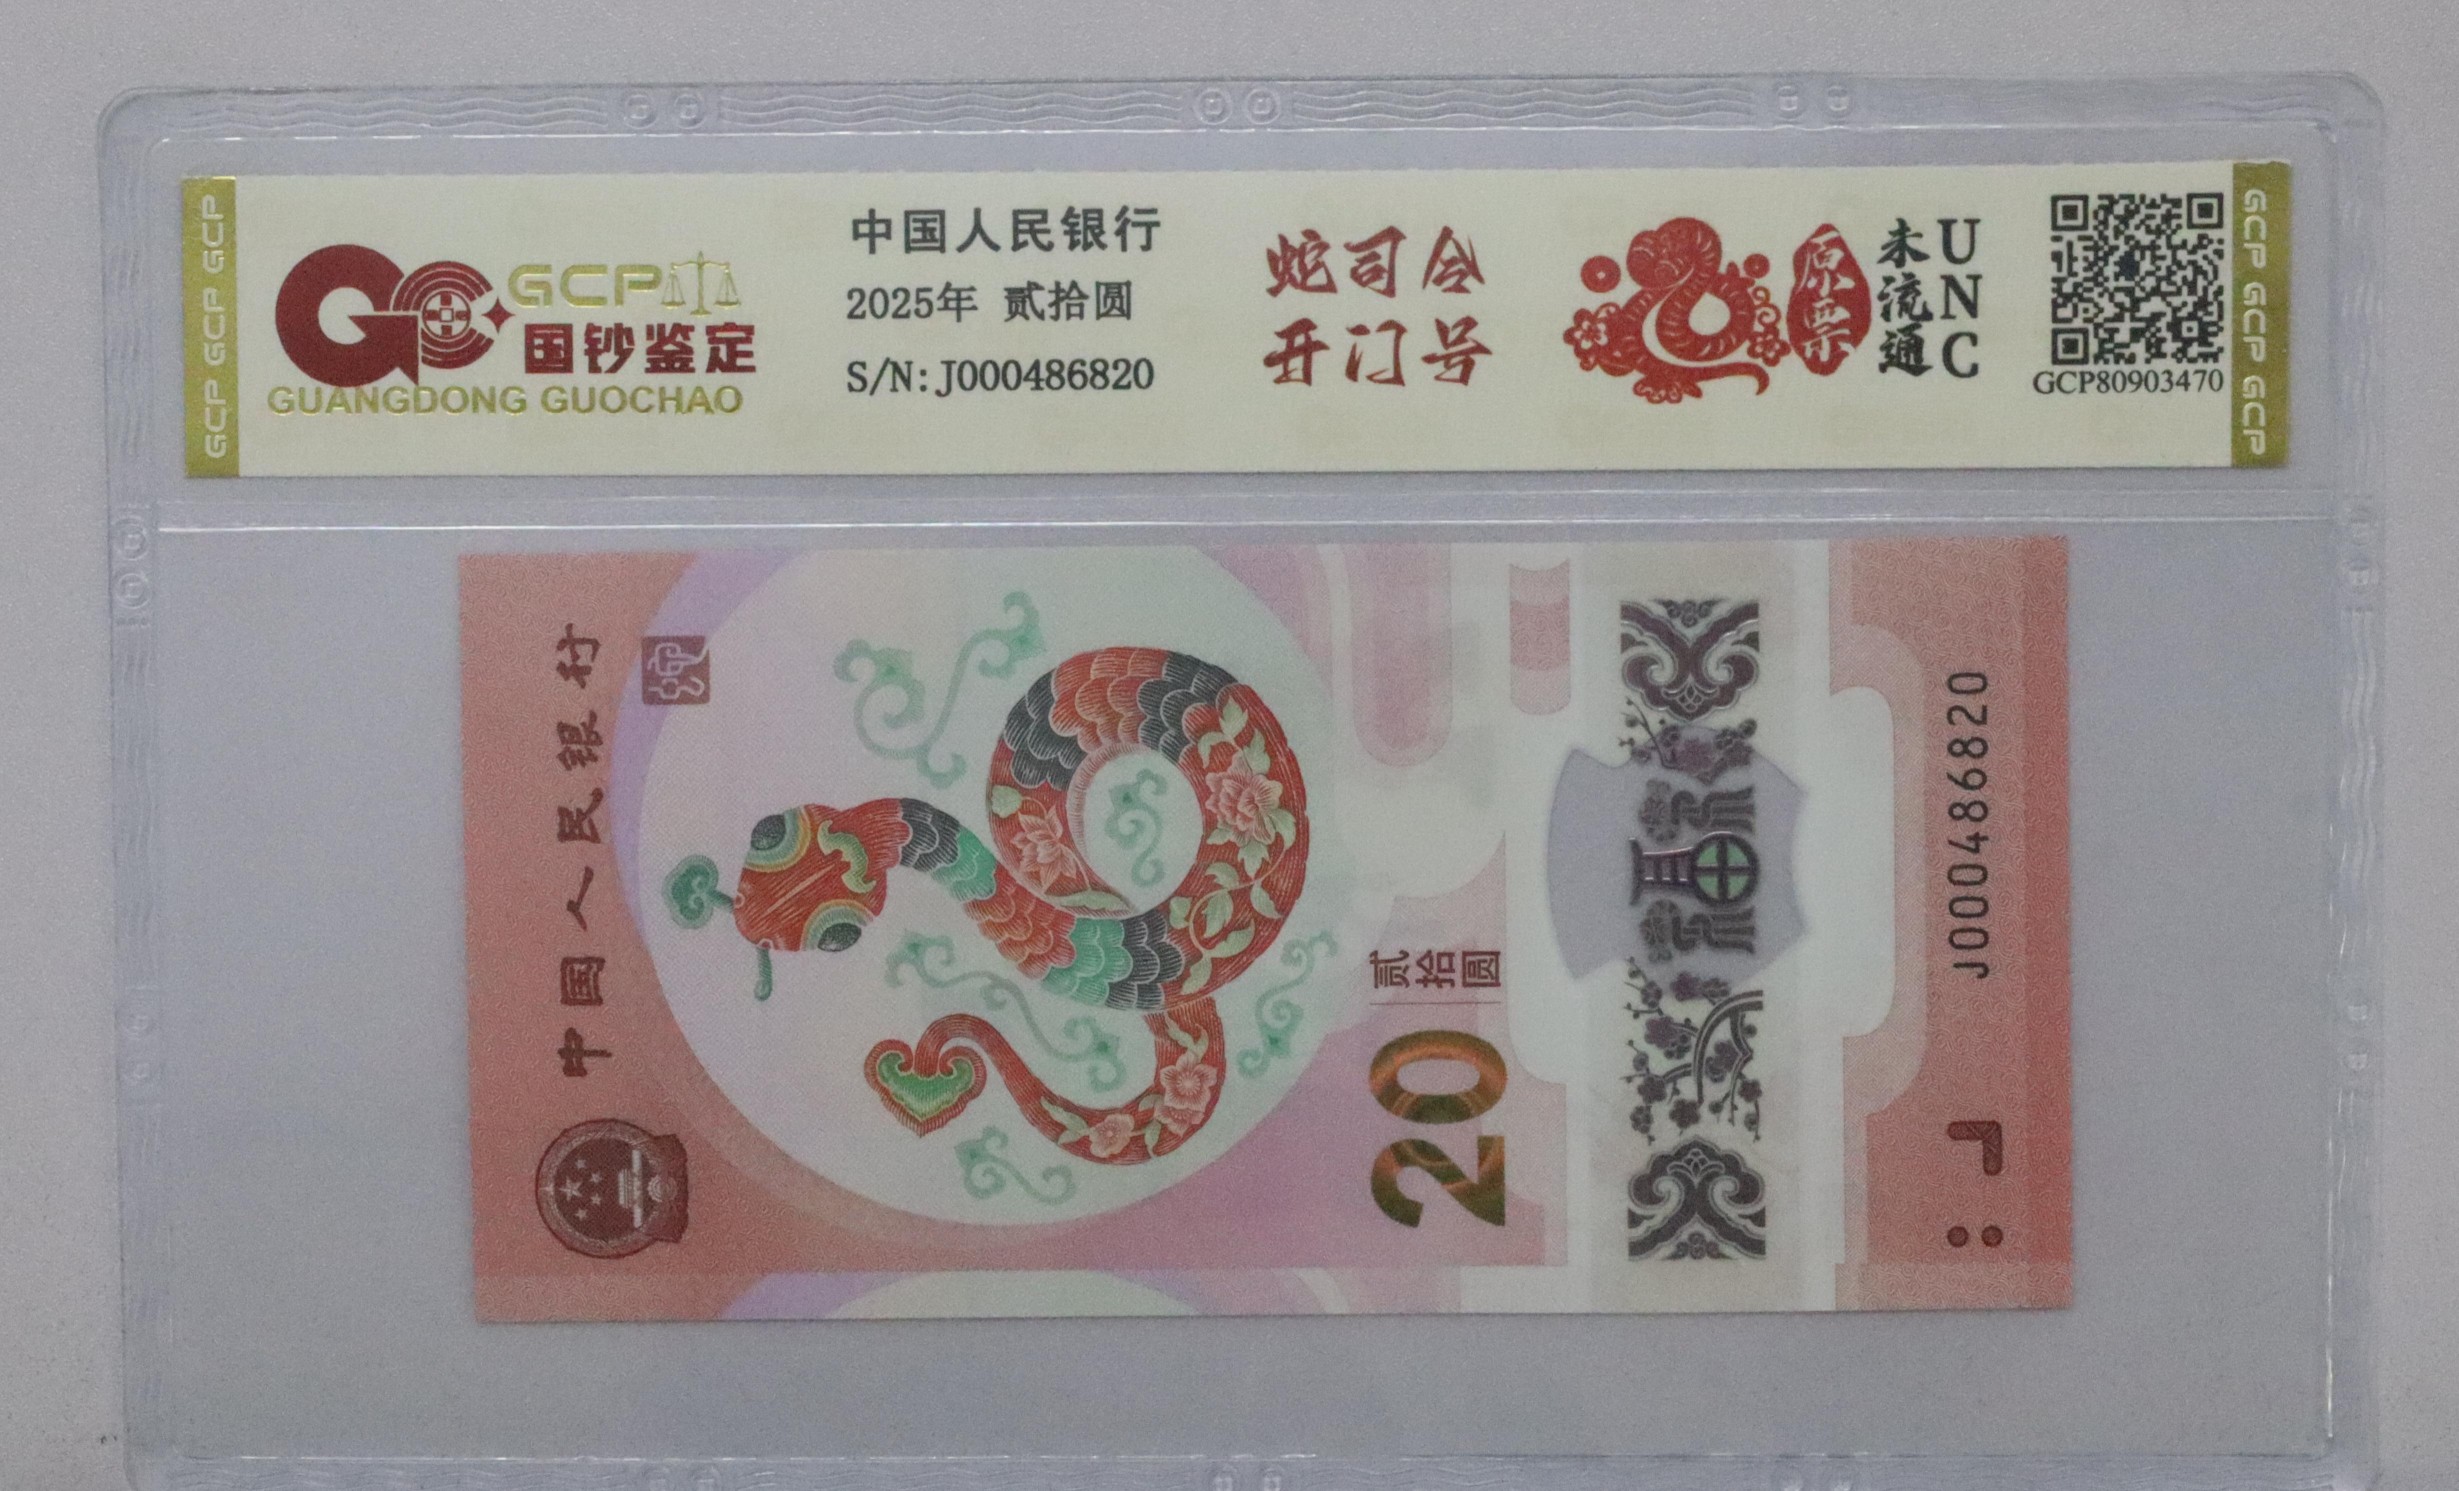 GCP GCP GCP
GCP
国钞鉴定
GUANGDONG GUOCHAO
中国人民银行
2025年 贰拾圆
S/N: J000486820
蛇司令
开门号
原票
未流通
UNC
GCP80903470
GCP GCP GCP
中国人民银行
20
贰拾圆
福
J000486820